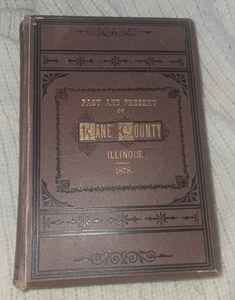 PAST AND PRESENT
OF
KANE COUNTY
ILLINOIS.
1878.